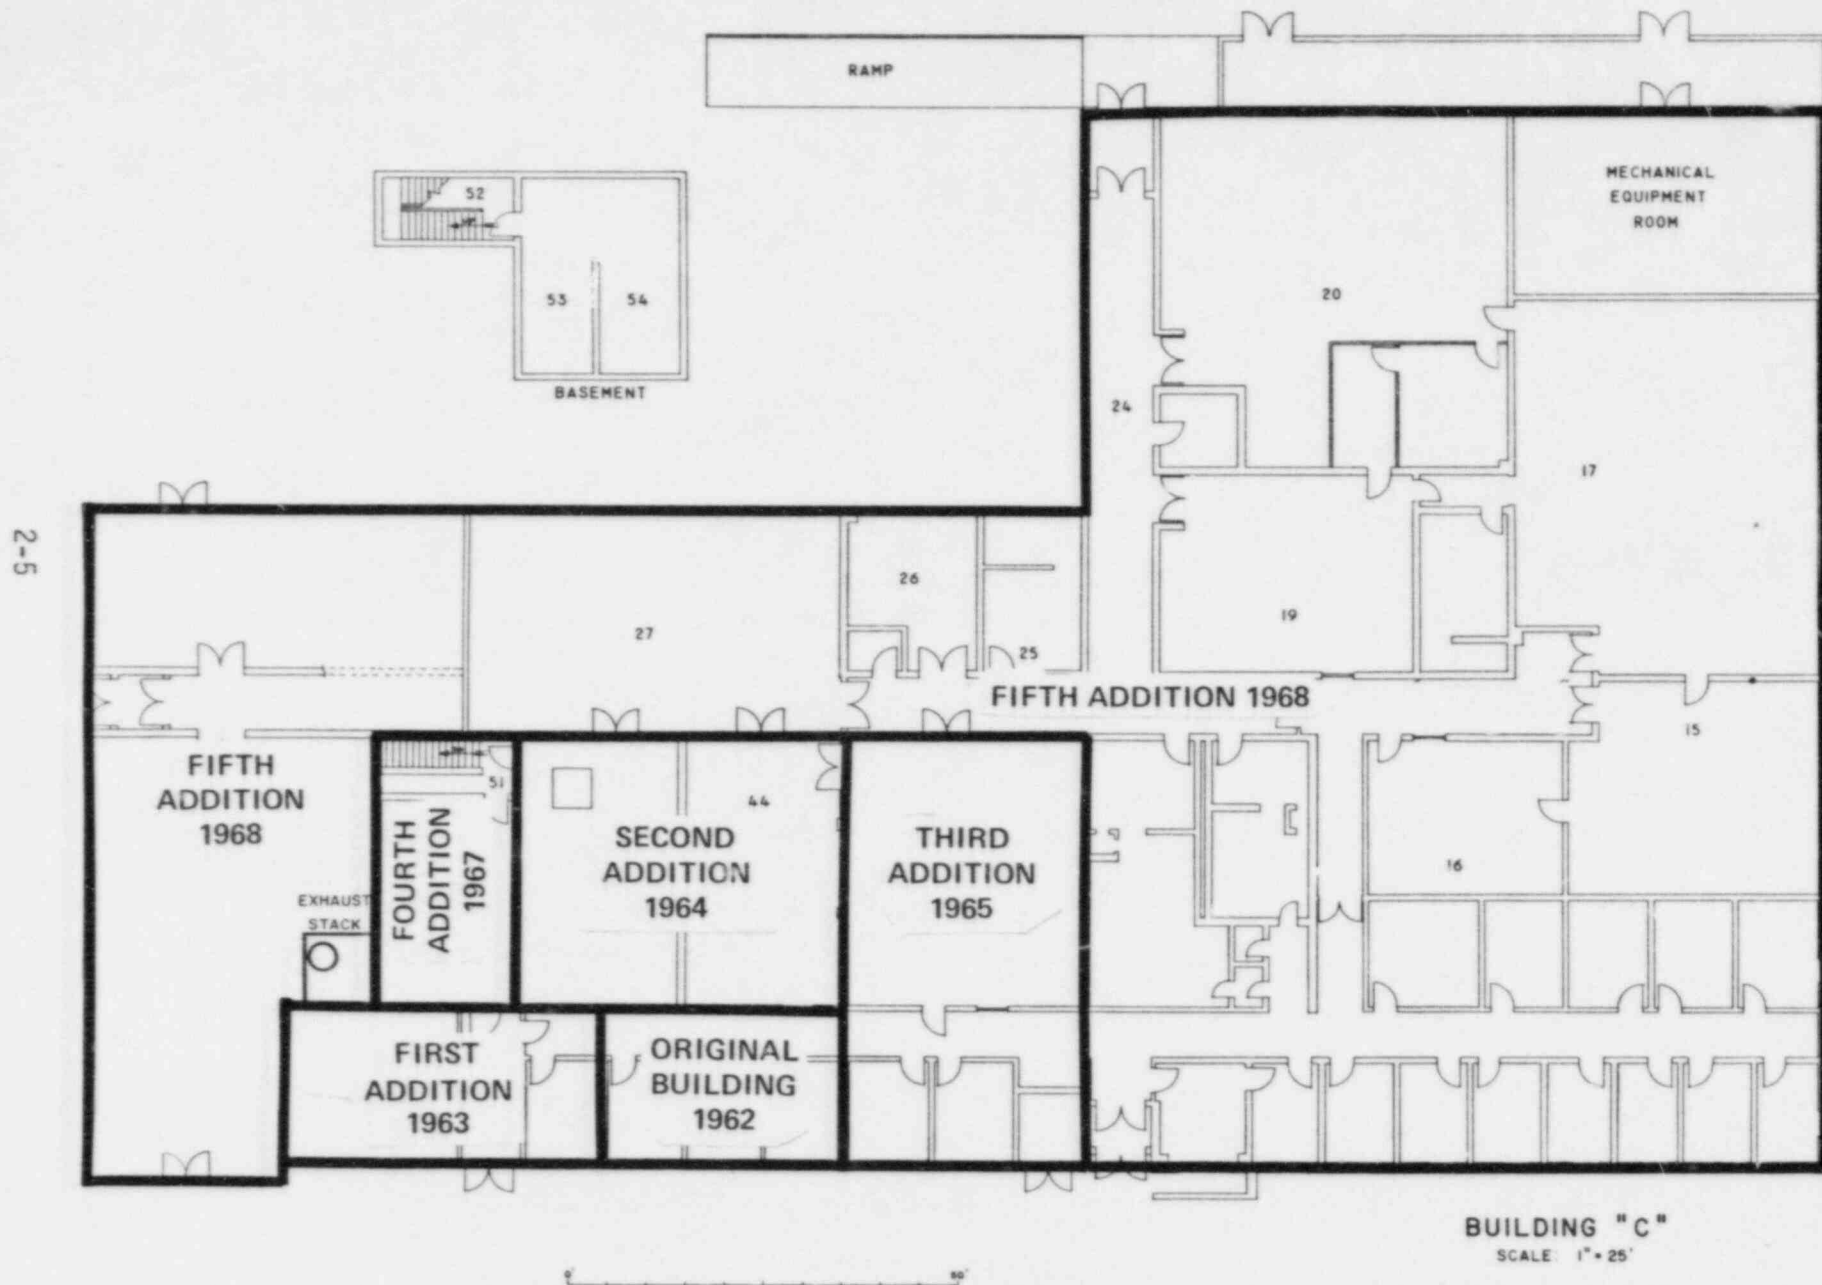 RAMP
MECHANICAL
EQUIPMENT
ROOM
52
53
54
BASEMENT
20
24
17
2-5
26
27
19
25
FIFTH ADDITION 1968
15
FIFTH
ADDITION
1968
51
44
FOURTH
ADDITION
1967
SECOND
ADDITION
1964
THIRD
ADDITION
1965
16
EXHAUST
STACK
FIRST
ADDITION
1963
ORIGINAL
BUILDING
1962
BUILDING "C"
SCALE: 1"=25'
0'
50'